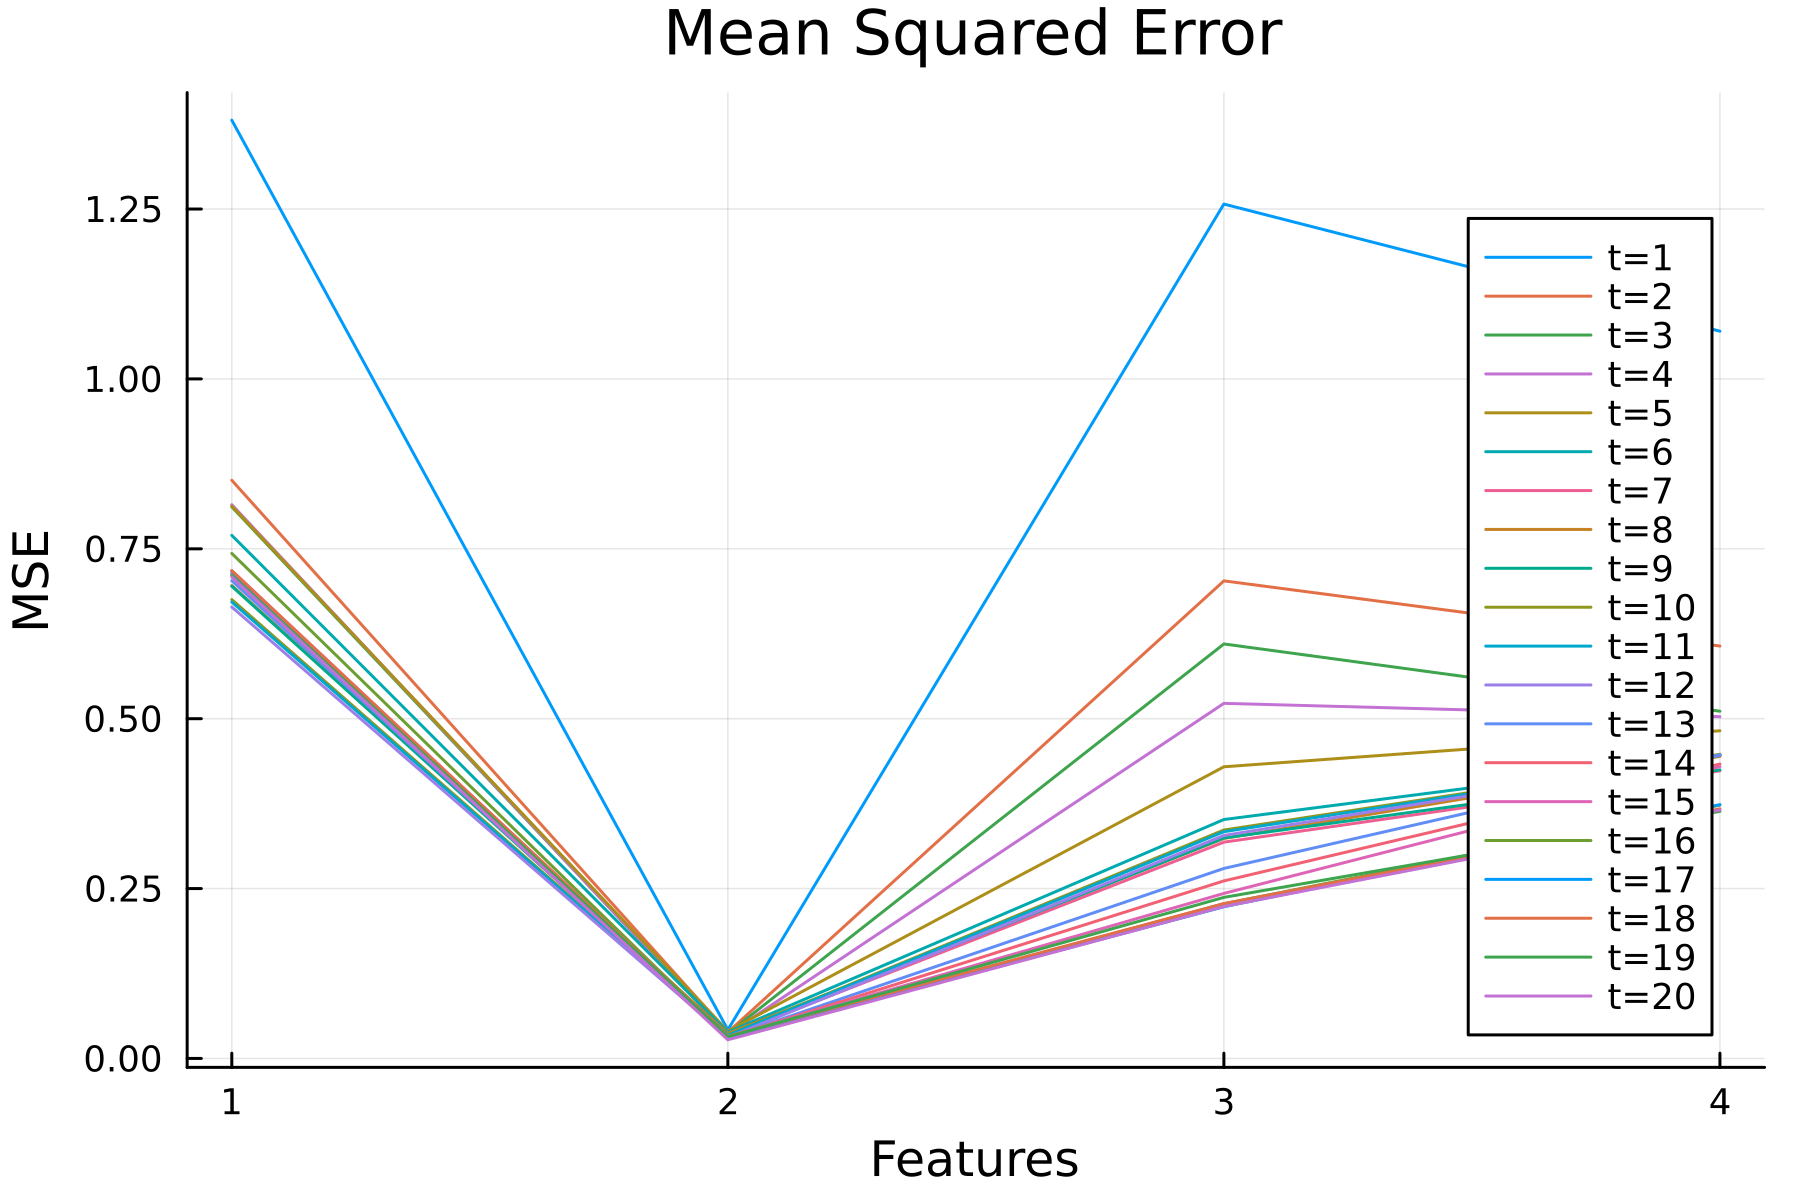 Mean Squared Error
MSE
1.25
1.00
0.75
0.50
0.25
0.00
t=1
t=2
t=3
t=4
t=5
t=6
t=7
t=8
t=9
t=10
t=11
t=12
t=13
t=14
t=15
t=16
t=17
t=18
t=19
t=20
1 2 3 4
Features